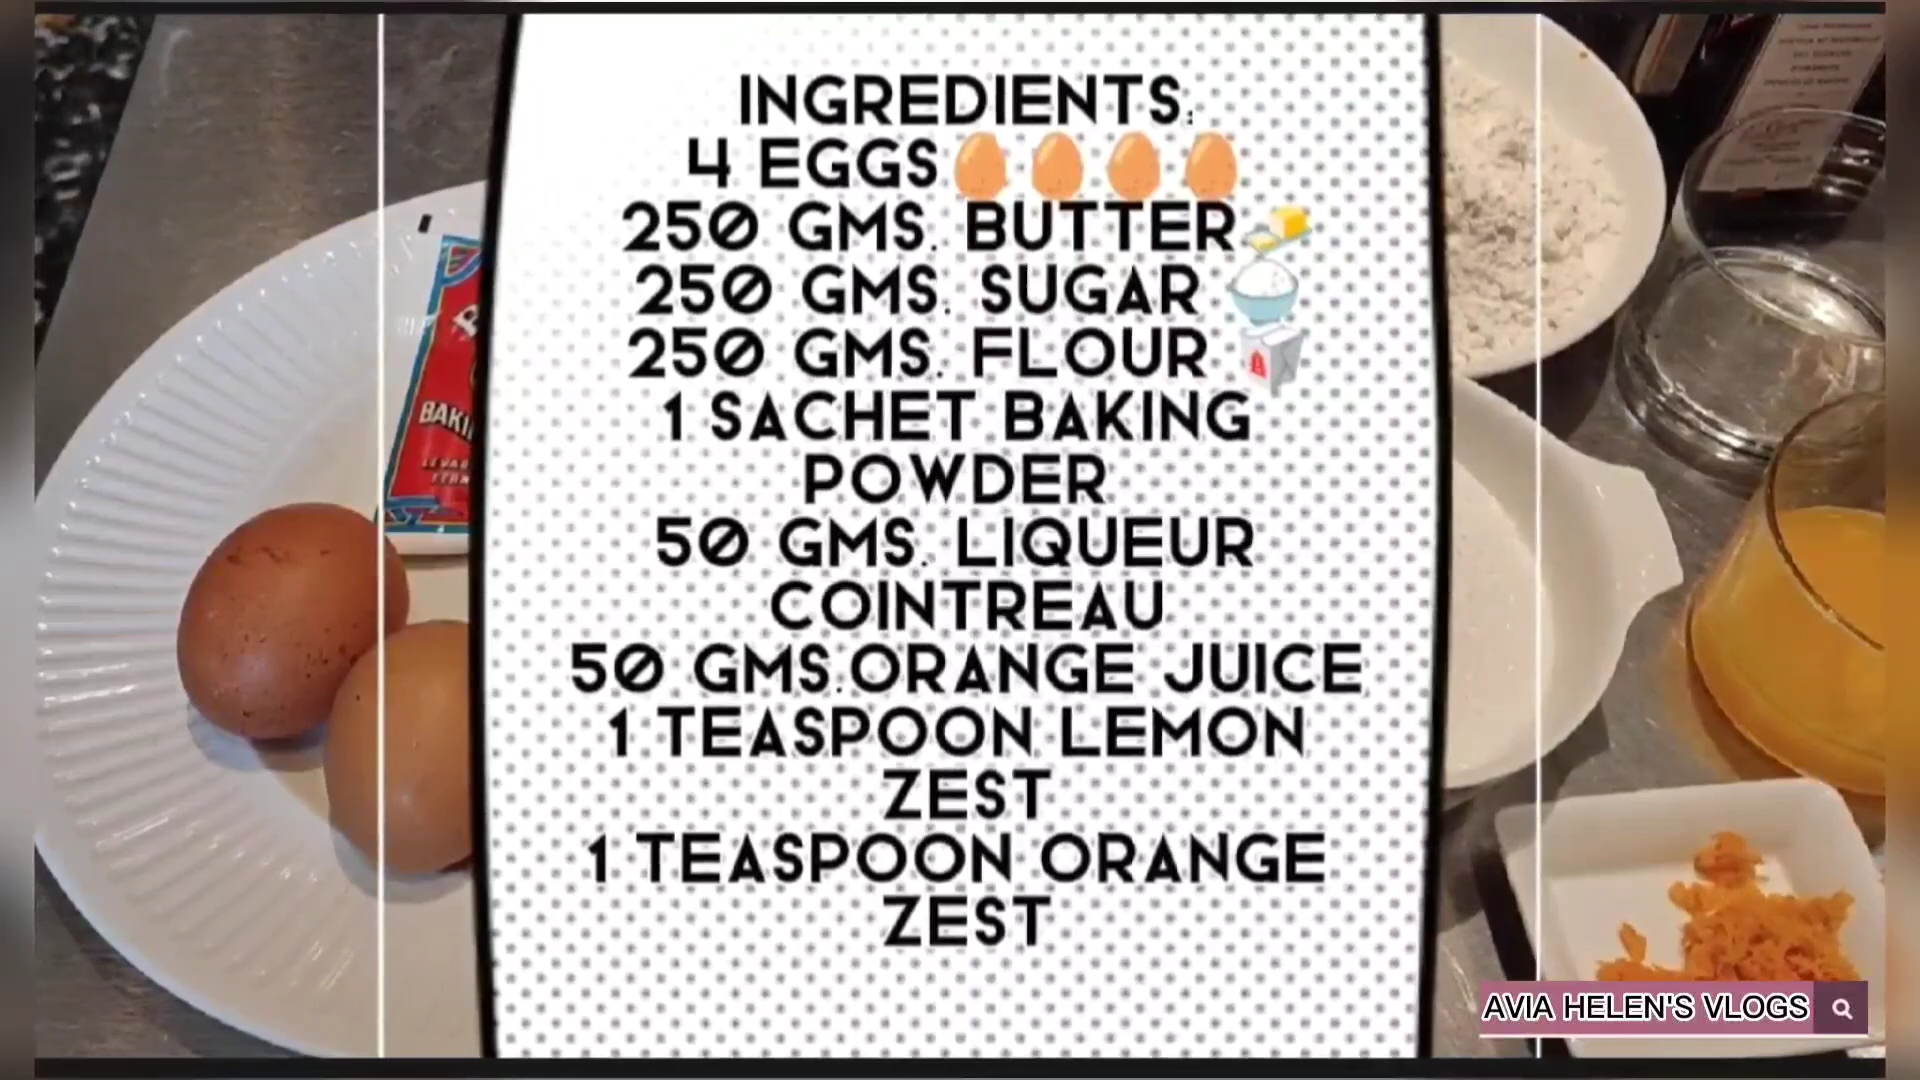 INGREDIENTS:
4 EGGS
250 GMS. BUTTER
250 GMS. SUGAR
250 GMS. FLOUR
1 SACHET BAKING
POWDER
50 GMS. LIQUEUR
COINTREAU
50 GMS.ORANGE JUICE
1 TEASPOON LEMON
ZEST
1 TEASPOON ORANGE
ZEST
AVIA HELEN'S VLOGS